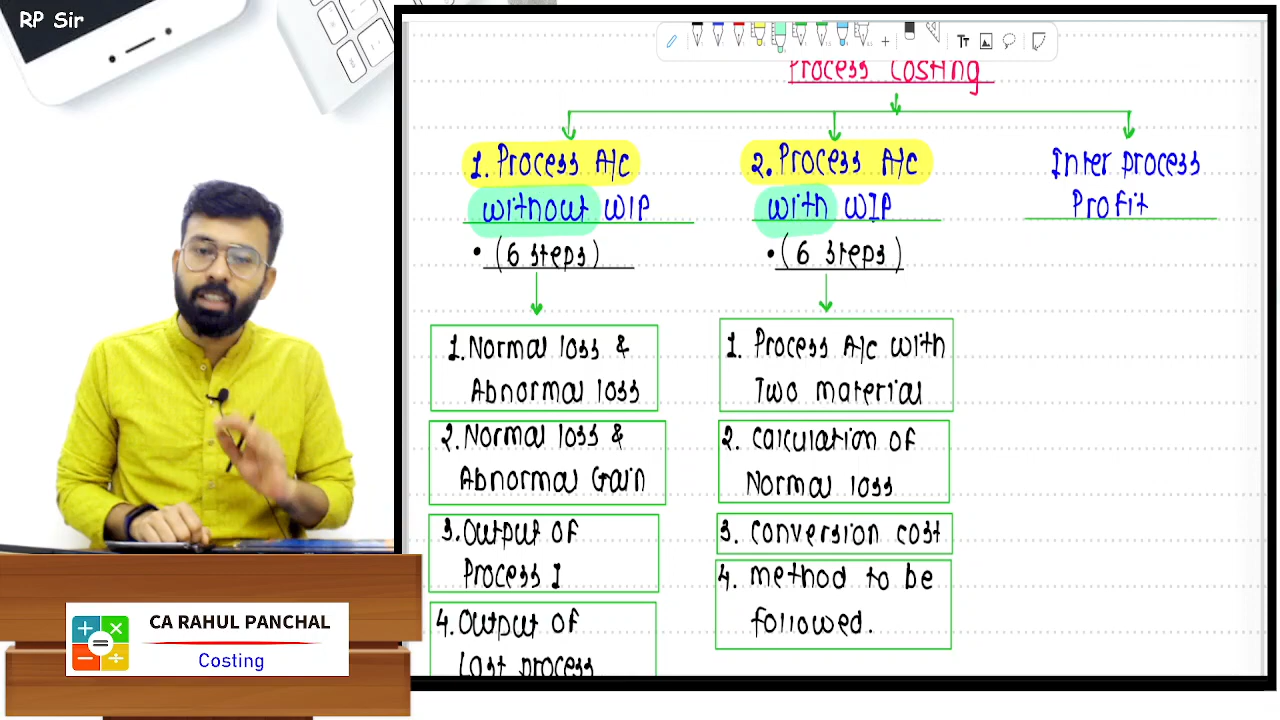 RP Sir
Process Costing
1. Process A/c
without WIP
• (6 steps)
1. Normal loss &
Abnormal loss
2. Normal loss &
Abnormal Gain
3. Output of
Process I
4. Output of
Last process
2. Process A/c
with WIP
• (6 steps)
1. Process A/c with
Two material
2. Calculation of
Normal loss
3. Conversion cost
4. method to be
followed.
Inter process
Profit
CA RAHUL PANCHAL
Costing